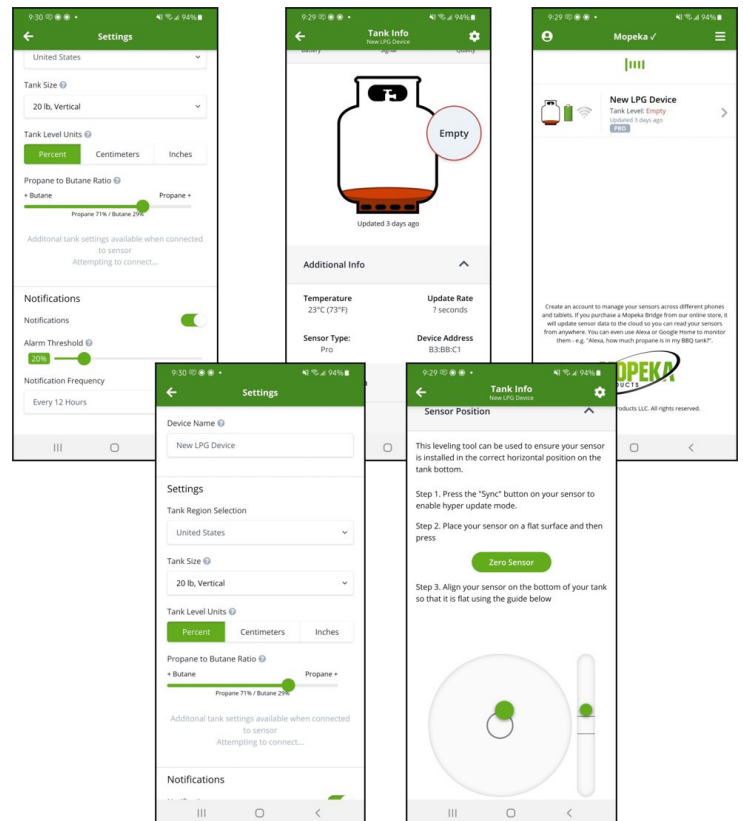 9:30
94%
Settings
United States
Tank Size
20 lb, Vertical
Tank Level Units
Percent Centimeters Inches
Propane to Butane Ratio
+ Butane Propane +
Propane 71% / Butane 29%
Additonal tank settings available when connected
to sensor
Attempting to connect...
Notifications
Notifications
Alarm Threshold
20%
Notification Frequency
Every 12 Hours
9:29
94%
Tank Info
New LPG Device
Battery Signal Quality
Empty
Updated 3 days ago
Additional Info
Temperature Update Rate
23°C (73°F) ? seconds
Sensor Type: Device Address
Pro B3:BB:C1
9:29
94%
Mopeka ✓
New LPG Device
Tank Level: Empty
Updated 3 days ago
PRO
Create an account to manage your sensors across different phones
and tablets. If you purchase a Mopeka Bridge from our online store, it
will update sensor data to the cloud so you can read your sensors
from anywhere. You can even use Alexa or Google Home to monitor
them - e.g. "Alexa, how much propane is in my BBQ tank?".
OPEKA
DUCTS
roducts LLC. All rights reserved.
9:30
94%
Settings
Device Name
New LPG Device
Settings
Tank Region Selection
United States
Tank Size
20 lb, Vertical
Tank Level Units
Percent Centimeters Inches
Propane to Butane Ratio
+ Butane Propane +
Propane 71% / Butane 29%
Additonal tank settings available when connected
to sensor
Attempting to connect...
Notifications
9:29
94%
Tank Info
New LPG Device
Sensor Position
This leveling tool can be used to ensure your sensor
is installed in the correct horizontal position on the
tank bottom.
Step 1. Press the "Sync" button on your sensor to
enable hyper update mode.
Step 2. Place your sensor on a flat surface and then
press
Zero Sensor
Step 3. Align your sensor on the bottom of your tank
so that it is flat using the guide below